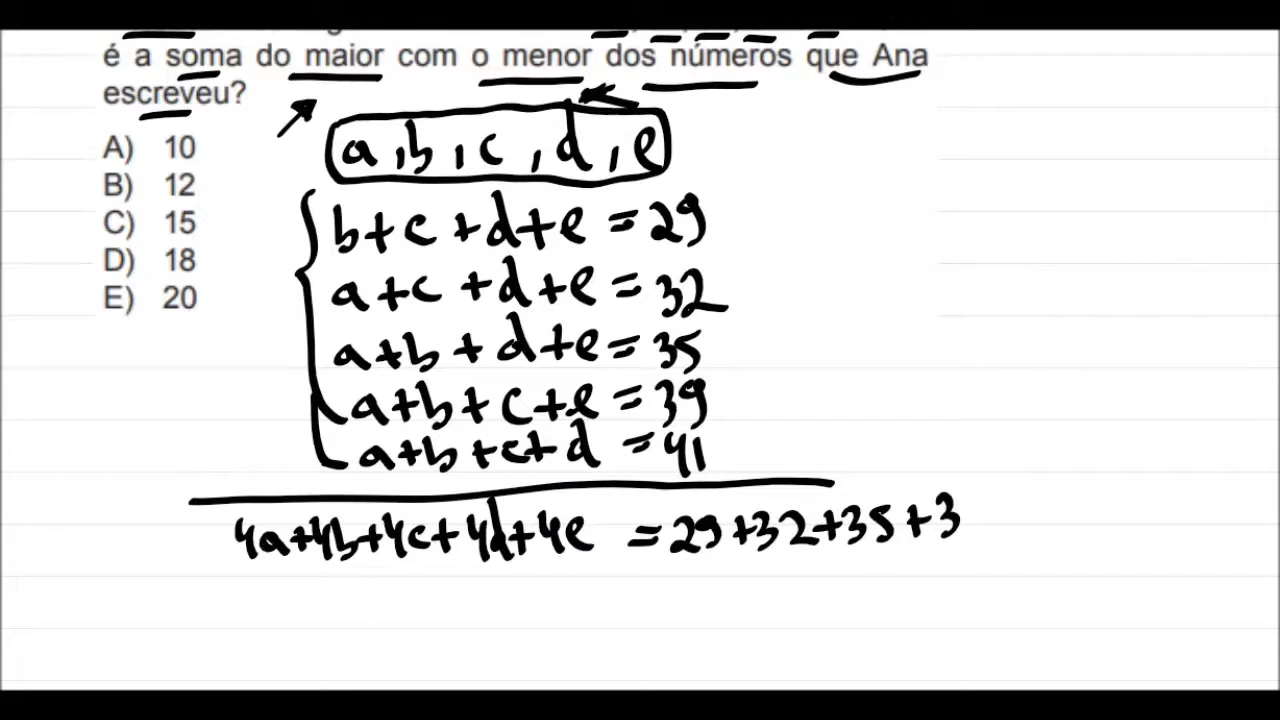 é a soma do maior com o menor dos números que Ana
escreveu?
A) 10
B) 12
C) 15
D) 18
E) 20
a, b, c, d, e
b+c+d+e=29
a+c+d+e=32
a+b+d+e=35
a+b+c+e=39
a+b+c+d=41
4a+4b+4c+4d+4e=29+32+35+3